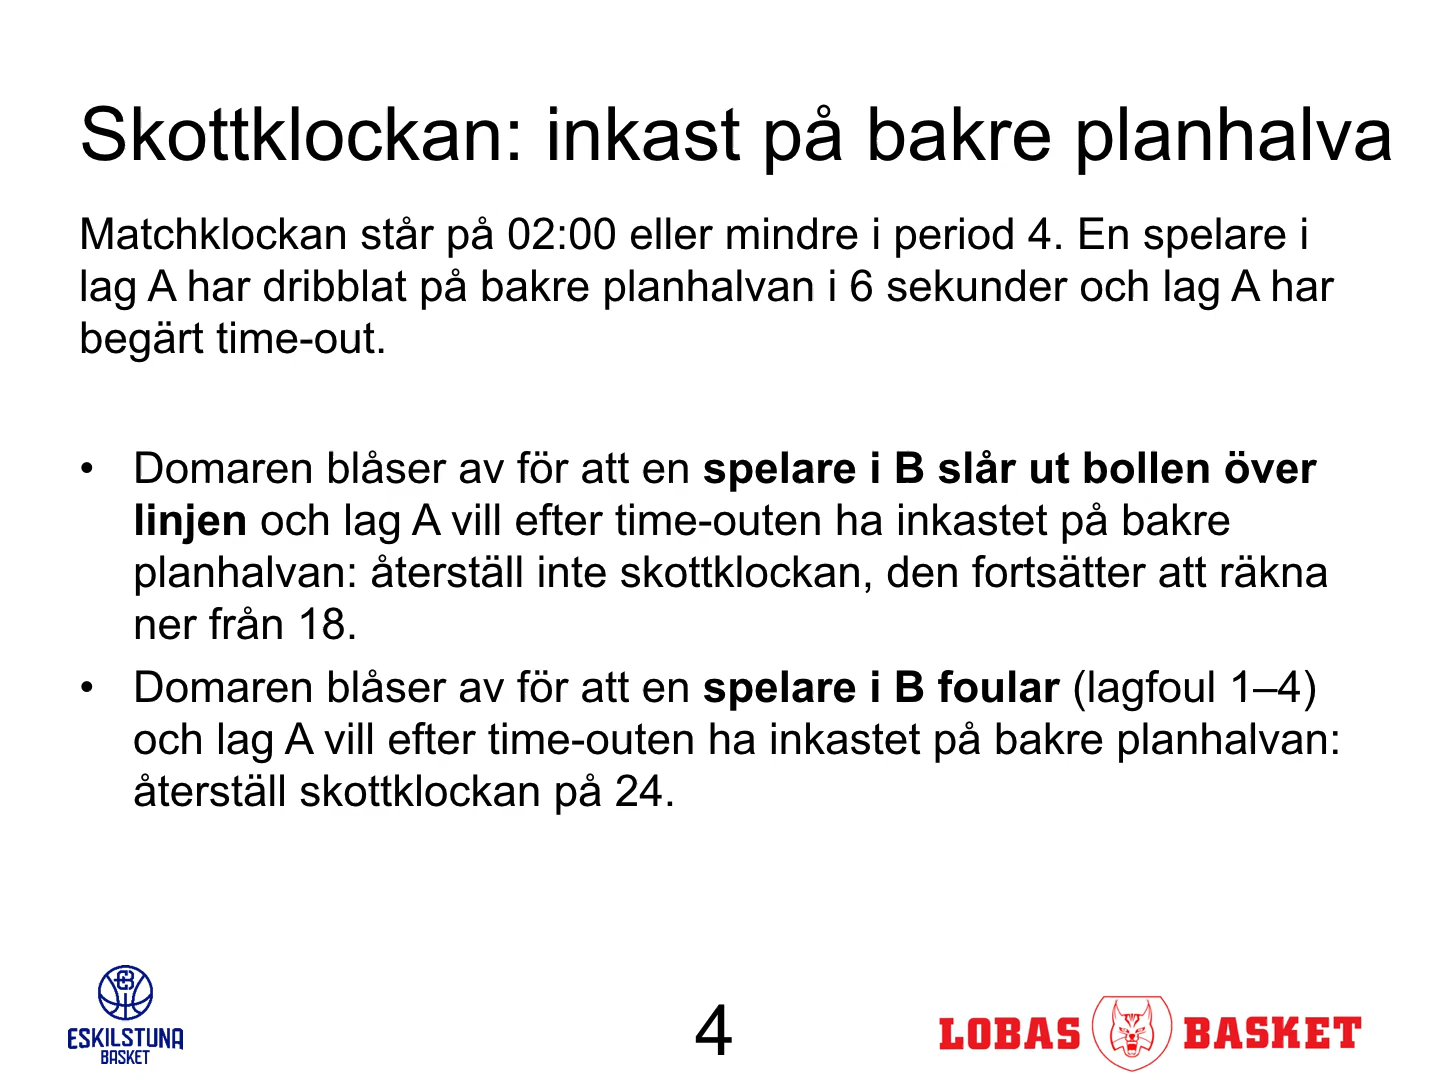 Skottklockan: inkast på bakre planhalva
Matchklockan står på 02:00 eller mindre i period 4. En spelare i
lag A har dribblat på bakre planhalvan i 6 sekunder och lag A har
begärt time-out.
• Domaren blåser av för att en spelare i B slår ut bollen över
linjen och lag A vill efter time-outen ha inkastet på bakre
planhalvan: återställ inte skottklockan, den fortsätter att räkna
ner från 18.
• Domaren blåser av för att en spelare i B foular (lagfoul 1–4)
och lag A vill efter time-outen ha inkastet på bakre planhalvan:
återställ skottklockan på 24.
ESKILSTUNA
BASKET
4
LOBAS BASKET